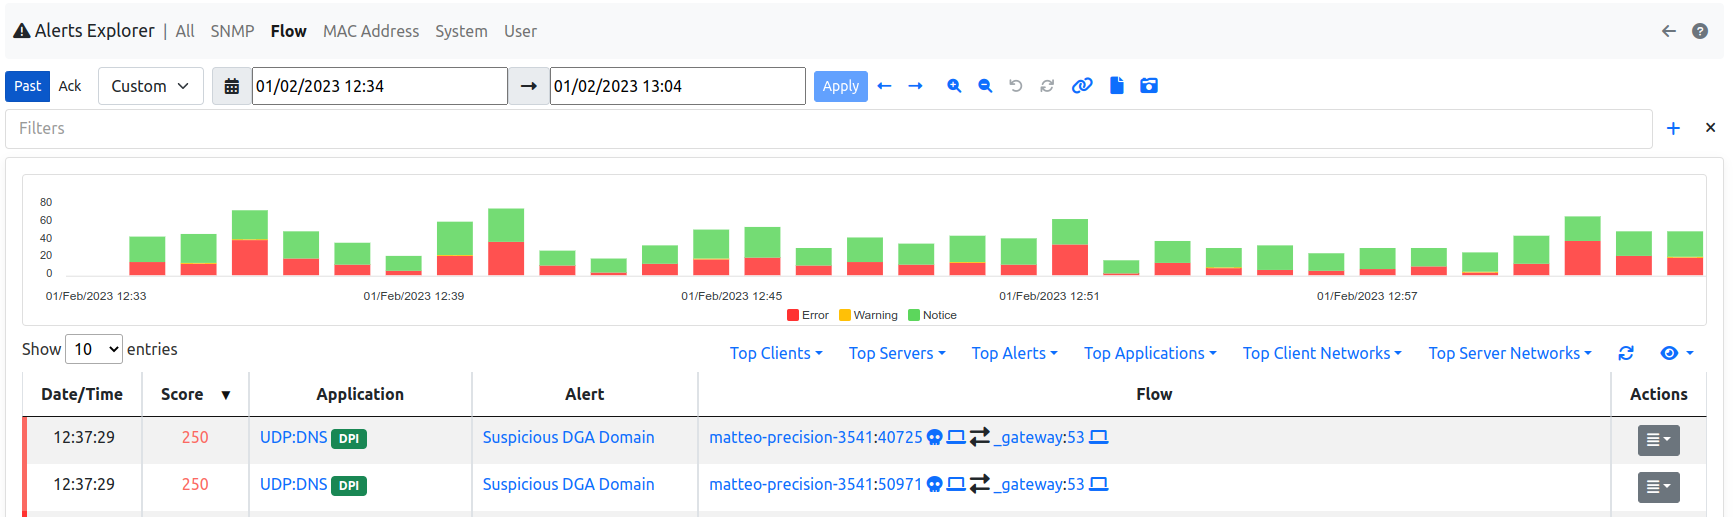 Alerts Explorer | All SNMP Flow MAC Address System User
Past Ack Custom 01/02/2023 12:34 → 01/02/2023 13:04 Apply ← →
Filters + ×
80
60
40
20
0
01/Feb/2023 12:33 01/Feb/2023 12:39 01/Feb/2023 12:45 01/Feb/2023 12:51 01/Feb/2023 12:57
Error Warning Notice
Show 10 entries Top Clients Top Servers Top Alerts Top Applications Top Client Networks Top Server Networks
Date/Time Score ▼ Application Alert Flow Actions
12:37:29 250 UDP:DNS DPI Suspicious DGA Domain matteo-precision-3541:40725 _gateway:53
12:37:29 250 UDP:DNS DPI Suspicious DGA Domain matteo-precision-3541:50971 _gateway:53